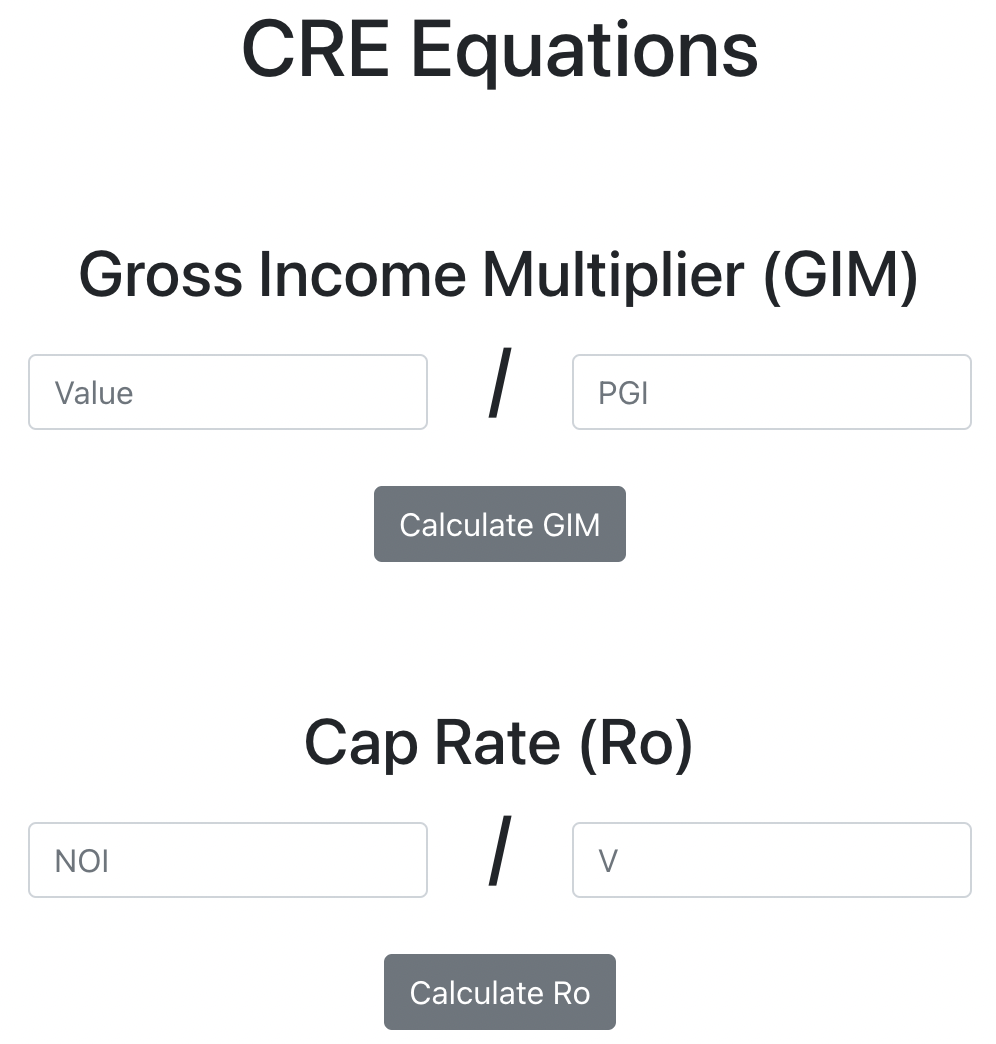 CRE Equations
Gross Income Multiplier (GIM)
Value / PGI
Calculate GIM
Cap Rate (Ro)
NOI / V
Calculate Ro